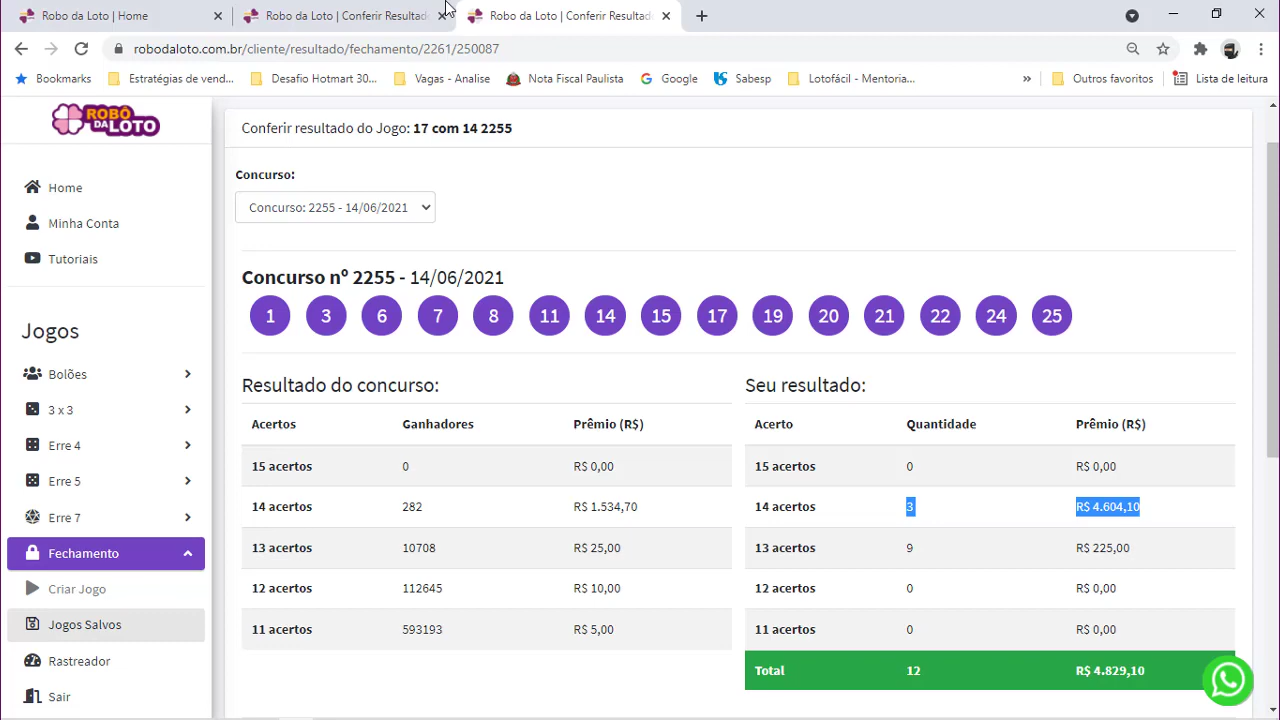 Robo da Loto | Home
Robo da Loto | Conferir Resultad
Robo da Loto | Conferir Resultad
robodaloto.com.br/cliente/resultado/fechamento/2261/250087
Bookmarks
Estratégias de vend...
Desafio Hotmart 30...
Vagas - Analise
Nota Fiscal Paulista
Google
Sabesp
Lotofácil - Mentoria...
»
Outros favoritos
Lista de leitura
ROBO DA LOTO
Home
Minha Conta
Tutoriais
Jogos
Bolões
3 x 3
Erre 4
Erre 5
Erre 7
Fechamento
Criar Jogo
Jogos Salvos
Rastreador
Sair
Conferir resultado do Jogo: 17 com 14 2255
Concurso:
Concurso: 2255 - 14/06/2021
Concurso nº 2255 - 14/06/2021
1 3 6 7 8 11 14 15 17 19 20 21 22 24 25
Resultado do concurso:
Acertos Ganhadores Prêmio (R$)
15 acertos 0 R$ 0,00
14 acertos 282 R$ 1.534,70
13 acertos 10708 R$ 25,00
12 acertos 112645 R$ 10,00
11 acertos 593193 R$ 5,00
Seu resultado:
Acerto Quantidade Prêmio (R$)
15 acertos 0 R$ 0,00
14 acertos 3 R$ 4.604,10
13 acertos 9 R$ 225,00
12 acertos 0 R$ 0,00
11 acertos 0 R$ 0,00
Total 12 R$ 4.829,10